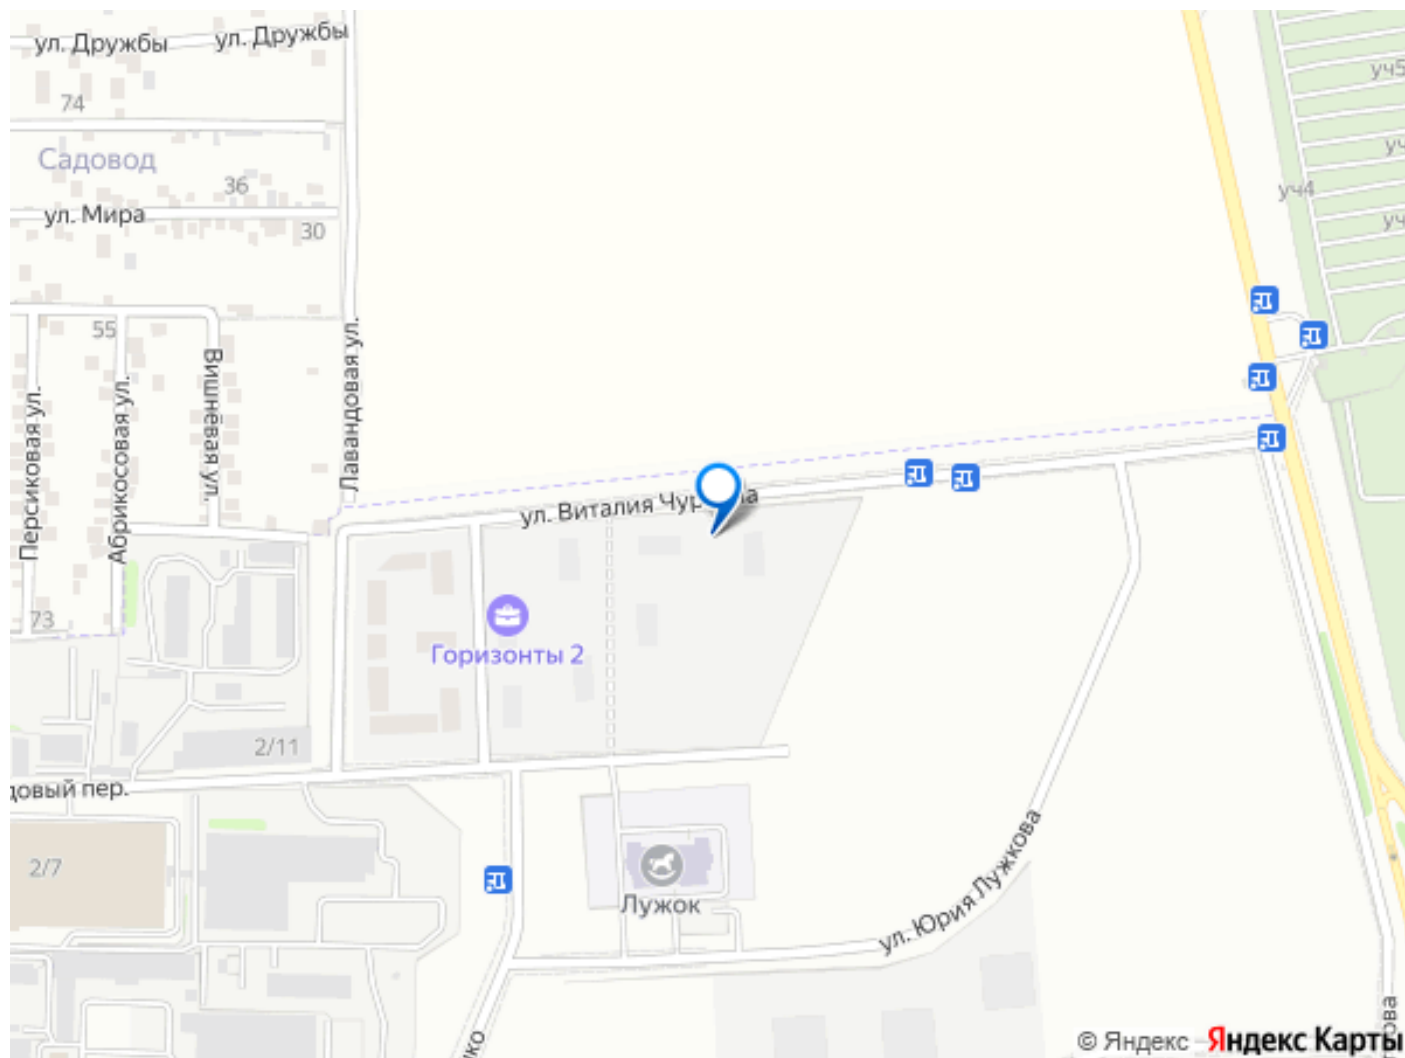 ул. Дружбы
ул. Дружбы
уч5
74
Садовод
36
уч4
ул. Мира
30
55
Персиковая ул.
Абрикосовая ул.
Вишнёвая ул.
Лавандовая ул.
ул. Виталия
73
Горизонты 2
2/11
довый пер.
2/7
Лужок
ул. Юрия Лужкова
© Яндекс
Яндекс Карты